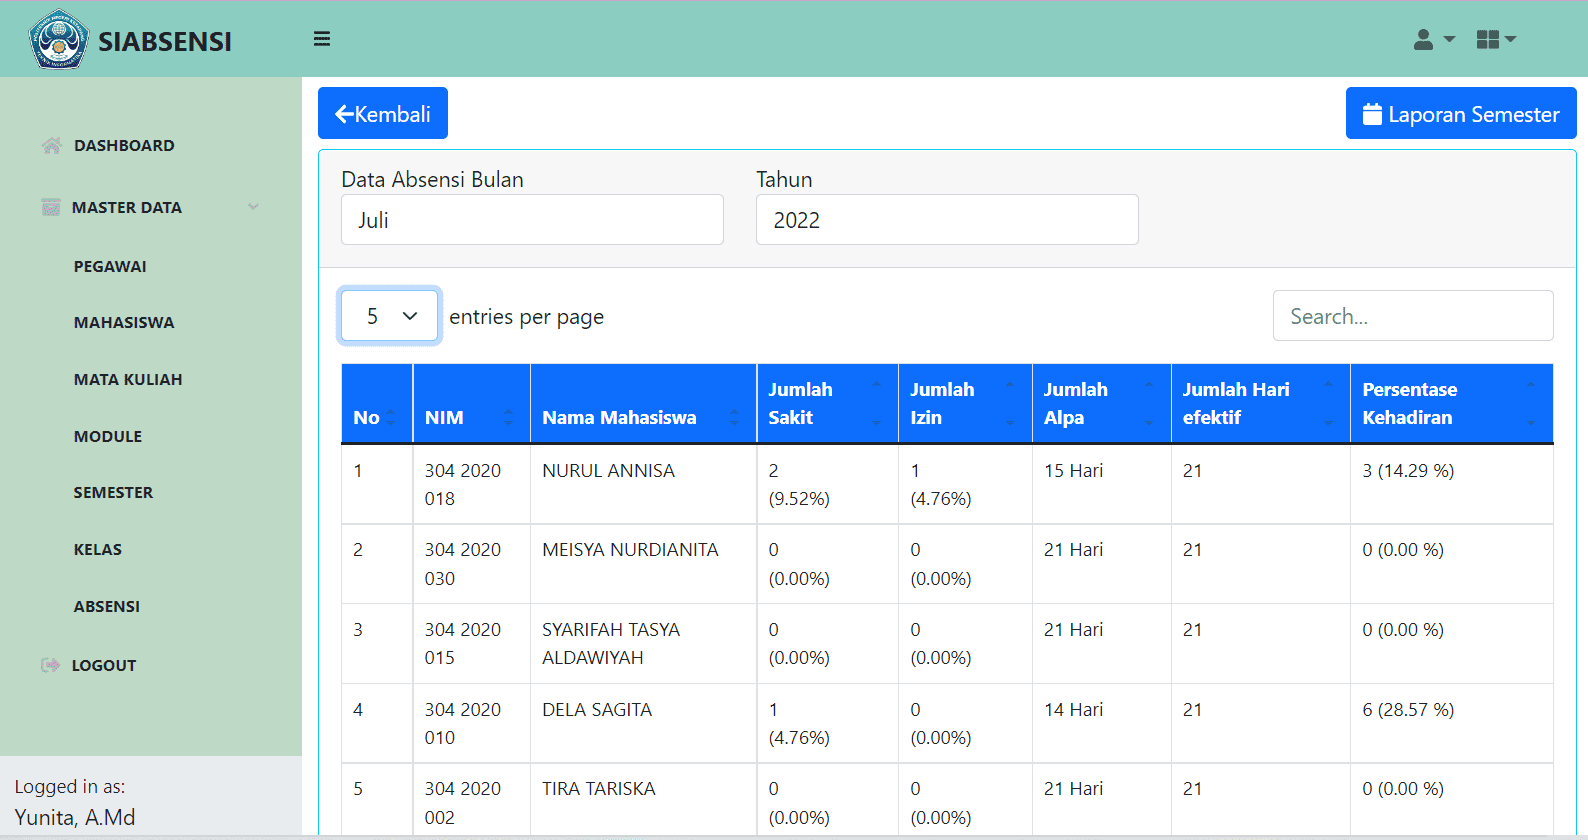 SIABSENSI
DASHBOARD
MASTER DATA
PEGAWAI
MAHASISWA
MATA KULIAH
MODULE
SEMESTER
KELAS
ABSENSI
LOGOUT
Logged in as:
Yunita, A.Md
Kembali
Laporan Semester
Data Absensi Bulan
Tahun
Juli
2022
5 entries per page
Search...
No NIM Nama Mahasiswa Jumlah Sakit Jumlah Izin Jumlah Alpa Jumlah Hari efektif Persentase Kehadiran
1 304 2020 018 NURUL ANNISA 2 (9.52%) 1 (4.76%) 15 Hari 21 3 (14.29 %)
2 304 2020 030 MEISYA NURDIANITA 0 (0.00%) 0 (0.00%) 21 Hari 21 0 (0.00 %)
3 304 2020 015 SYARIFAH TASYA ALDAWIYAH 0 (0.00%) 0 (0.00%) 21 Hari 21 0 (0.00 %)
4 304 2020 010 DELA SAGITA 1 (4.76%) 0 (0.00%) 14 Hari 21 6 (28.57 %)
5 304 2020 002 TIRA TARISKA 0 (0.00%) 0 (0.00%) 21 Hari 21 0 (0.00 %)